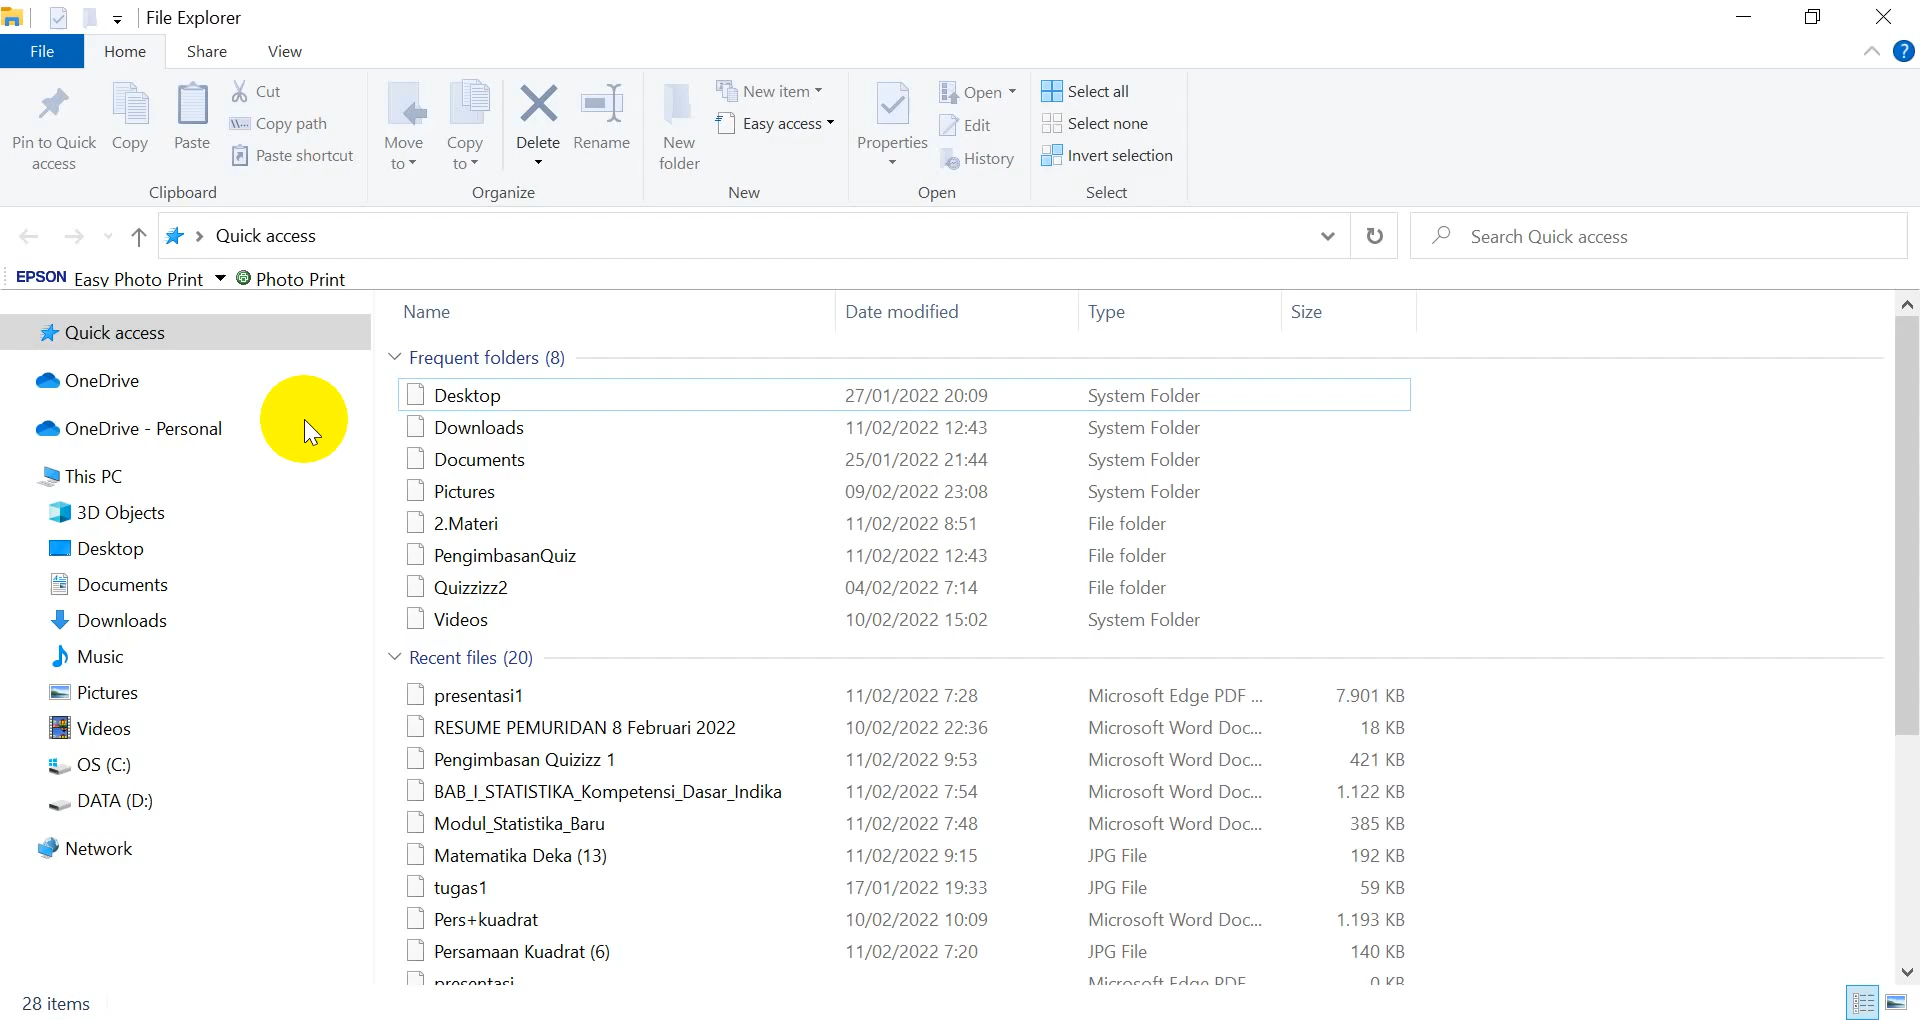 File Explorer
File Home Share View
Pin to Quick access
Copy
Paste
Cut
Copy path
Paste shortcut
Clipboard
Move to
Copy to
Delete
Rename
Organize
New folder
New item
Easy access
New
Properties
Open
Edit
History
Open
Select all
Select none
Invert selection
Select
Quick access
Search Quick access
EPSON Easy Photo Print Photo Print
Quick access
OneDrive
OneDrive - Personal
This PC
3D Objects
Desktop
Documents
Downloads
Music
Pictures
Videos
OS (C:)
DATA (D:)
Network
Name Date modified Type Size
Frequent folders (8)
Desktop 27/01/2022 20:09 System Folder
Downloads 11/02/2022 12:43 System Folder
Documents 25/01/2022 21:44 System Folder
Pictures 09/02/2022 23:08 System Folder
2.Materi 11/02/2022 8:51 File folder
PengimbasanQuiz 11/02/2022 12:43 File folder
Quizzizz2 04/02/2022 7:14 File folder
Videos 10/02/2022 15:02 System Folder
Recent files (20)
presentasi1 11/02/2022 7:28 Microsoft Edge PDF ... 7.901 KB
RESUME PEMURIDAN 8 Februari 2022 10/02/2022 22:36 Microsoft Word Doc... 18 KB
Pengimbasan Quizizz 1 11/02/2022 9:53 Microsoft Word Doc... 421 KB
BAB_I_STATISTIKA_Kompetensi_Dasar_Indika 11/02/2022 7:54 Microsoft Word Doc... 1.122 KB
Modul_Statistika_Baru 11/02/2022 7:48 Microsoft Word Doc... 385 KB
Matematika Deka (13) 11/02/2022 9:15 JPG File 192 KB
tugas1 17/01/2022 19:33 JPG File 59 KB
Pers+kuadrat 10/02/2022 10:09 Microsoft Word Doc... 1.193 KB
Persamaan Kuadrat (6) 11/02/2022 7:20 JPG File 140 KB
presentasi Microsoft Edge PDF 0 KB
28 items